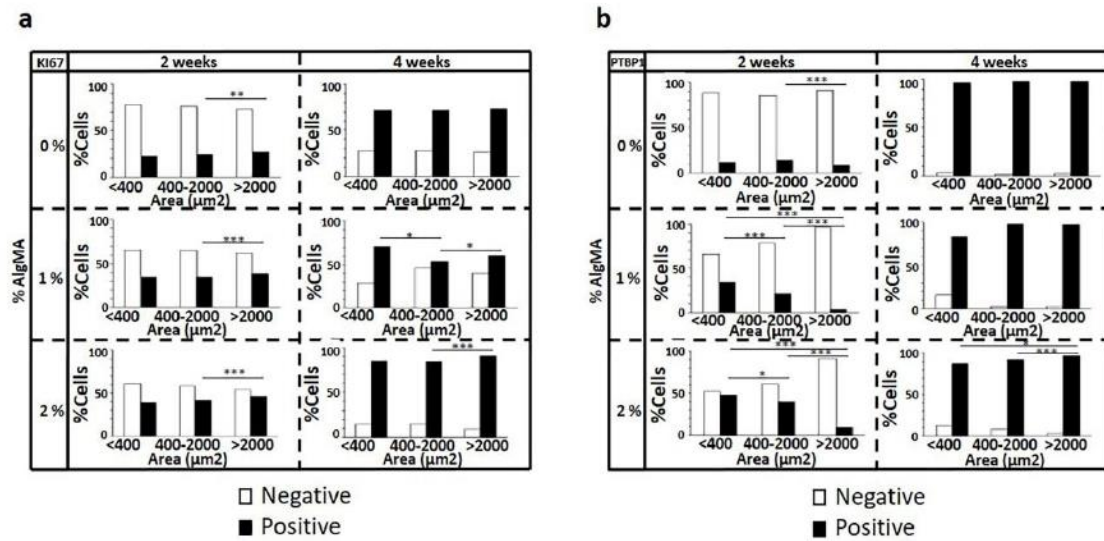 a
KI67 2 weeks 4 weeks
% AlgMA
0 %
100 ** 50 0 %Cells <400 400-2000 >2000 Area (µm2)
100 50 0 %Cells <400 400-2000 >2000 Area (µm2)
1 %
100 *** 50 0 %Cells <400 400-2000 >2000 Area (µm2)
100 * * 50 0 %Cells <400 400-2000 >2000 Area (µm2)
2 %
100 *** 50 0 %Cells <400 400-2000 >2000 Area (µm2)
100 *** 50 0 %Cells <400 400-2000 >2000 Area (µm2)
Negative
Positive
b
PTBP1 2 weeks 4 weeks
% AlgMA
0 %
100 *** 50 0 %Cells <400 400-2000 >2000 Area (µm2)
100 50 0 %Cells <400 400-2000 >2000 Area (µm2)
1 %
100 *** *** *** 50 0 %Cells <400 400-2000 >2000 Area (µm2)
100 50 0 %Cells <400 400-2000 >2000 Area (µm2)
2 %
100 *** *** * 50 0 %Cells <400 400-2000 >2000 Area (µm2)
100 * *** 50 0 %Cells <400 400-2000 >2000 Area (µm2)
Negative
Positive